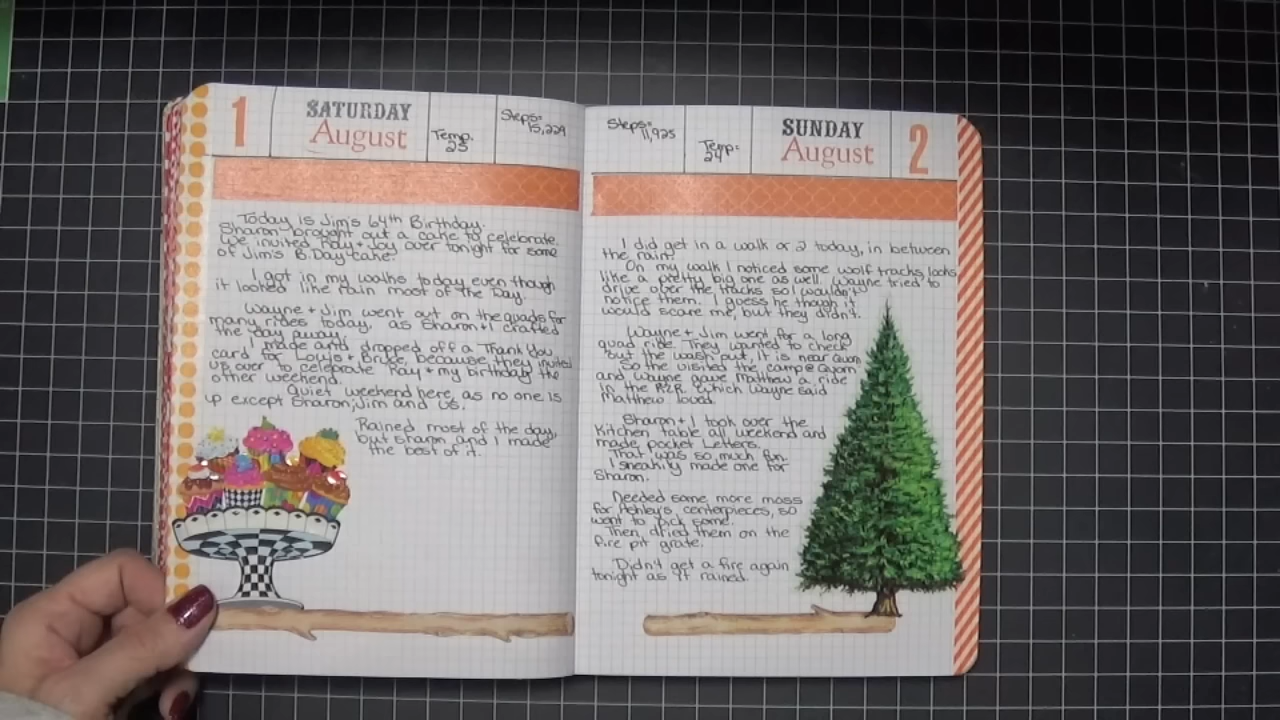 1
SATURDAY
August
Temp:
23
Steps:
15,229
Today is Jim's 64th Birthday.
Sharon brought out a cake to celebrate.
We invited Ray + Joy over tonight for some
of Jim's B.Day cake.
I got in my walks today even though
it looked like rain most of the Day.
Wayne + Jim went out on the quads for
many rides today, as Sharon + I crafted
the day away.
I made and dropped off a Thank You
card for Louis + because they invited
us over to celebrate Ray + my birthday the
other weekend.
Quiet weekend here, as no one is
up except Sharon, Jim and us.
Rained most of the day,
but Sharon and I made
the best of it.
Steps:
11,925
Temp:
24
SUNDAY
August
2
I did get in a walk or 2 today, in between
the rain.
On my walk I noticed some wolf tracks, looks
like a pretty big one as well. Wayne tried to
drive over the tracks so I wouldn't
notice them. I guess he though it
would scare me, but they didn't.
Wayne + Jim went for a long
quad ride. They wanted to check
out the wash out, it is near Quorn
So the visited the camp @ Quorn
and Wayne gave Matthew a ride
in the RZR. which Wayne said
Matthew loved.
Sharon + I took over the
kitchen table all weekend and
made pocket Letters.
That was so much fun.
I sneakily made one for
Sharon.
Needed some more moss
for Ashley's centerpieces, so
went to pick some.
Then, dried them on the
fire pit grate.
Didn't get a fire again
tonight as it rained.